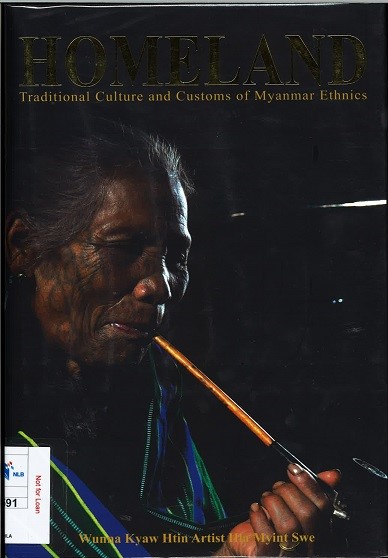 HOMELAND
Traditional Culture and Customs of Myanmar Ethnics
NLB
Not for Loan
Wunna Kyaw Htin Artist Hla Myint Swe